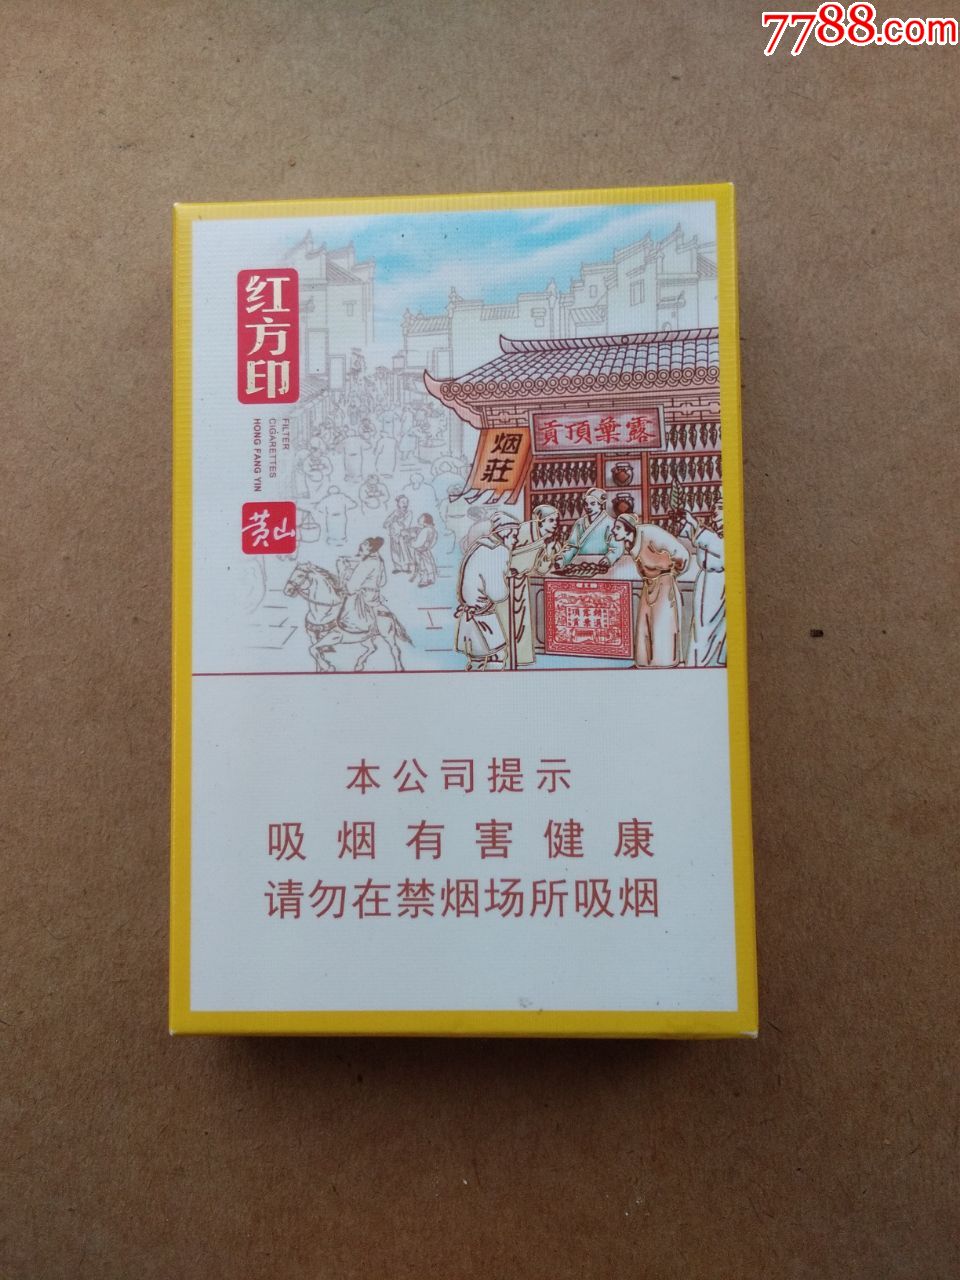 7788.com
红方印
FILTER
CIGARETTES
HONG FANG YIN
黄山
烟莊
貢頂葉露
本公司提示
吸烟有害健康
请勿在禁烟场所吸烟